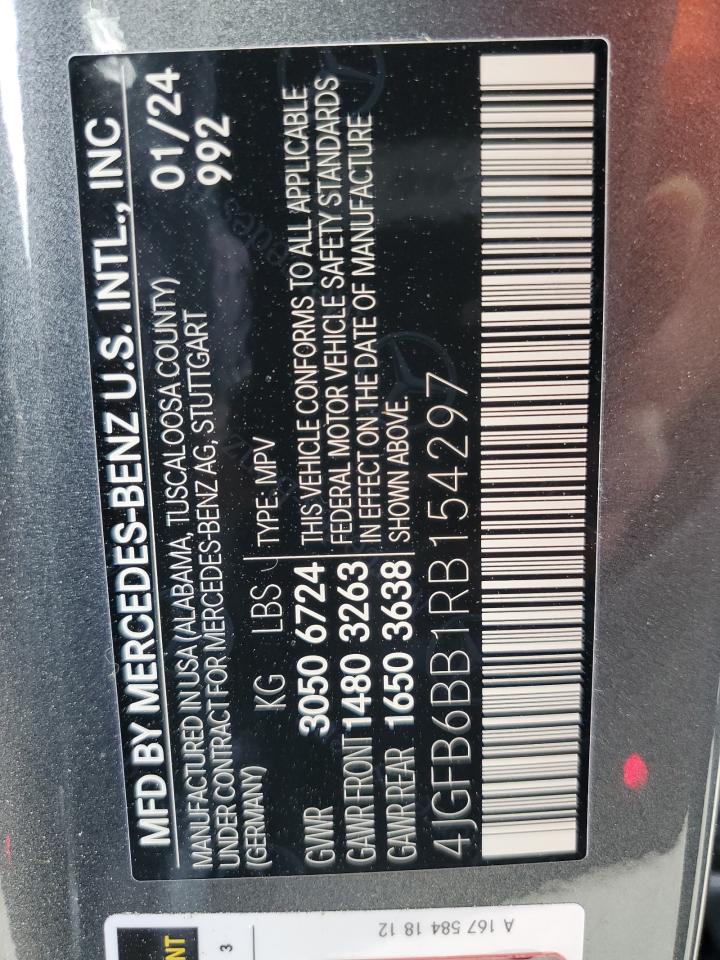 MFD BY MERCEDES-BENZ U.S. INTL., INC
MANUFACTURED IN USA (ALABAMA, TUSCALOOSA COUNTY) 01/24
UNDER CONTRACT FOR MERCEDES-BENZ AG, STUTTGART 992
(GERMANY)
KG LBS TYPE: MPV
GVWR 3050 6724 THIS VEHICLE CONFORMS TO ALL APPLICABLE
FEDERAL MOTOR VEHICLE SAFETY STANDARDS
GAWR FRONT 1480 3263 IN EFFECT ON THE DATE OF MANUFACTURE
GAWR REAR 1650 3638 SHOWN ABOVE.
4JGFB6BB1RB154297
NT
3
A 167 584 18 12